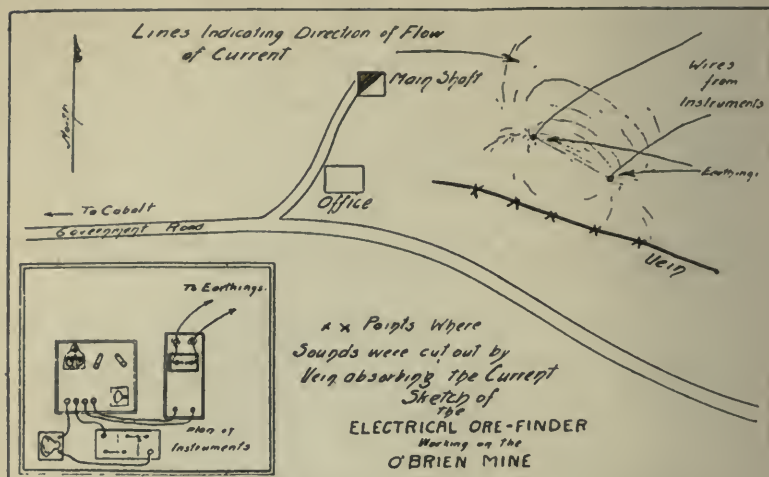 Lines Indicating Direction of Flow
of Current
Main Shaft
Wires
from
Instruments
North
Earthings
Office
To Cobalt
Government Road
Vein
To Earthings.
Plan of
Instruments
x x Points Where
Sounds were cut out by
Vein absorbing the Current
Sketch of
the
ELECTRICAL ORE-FINDER
Working on the
O'BRIEN MINE